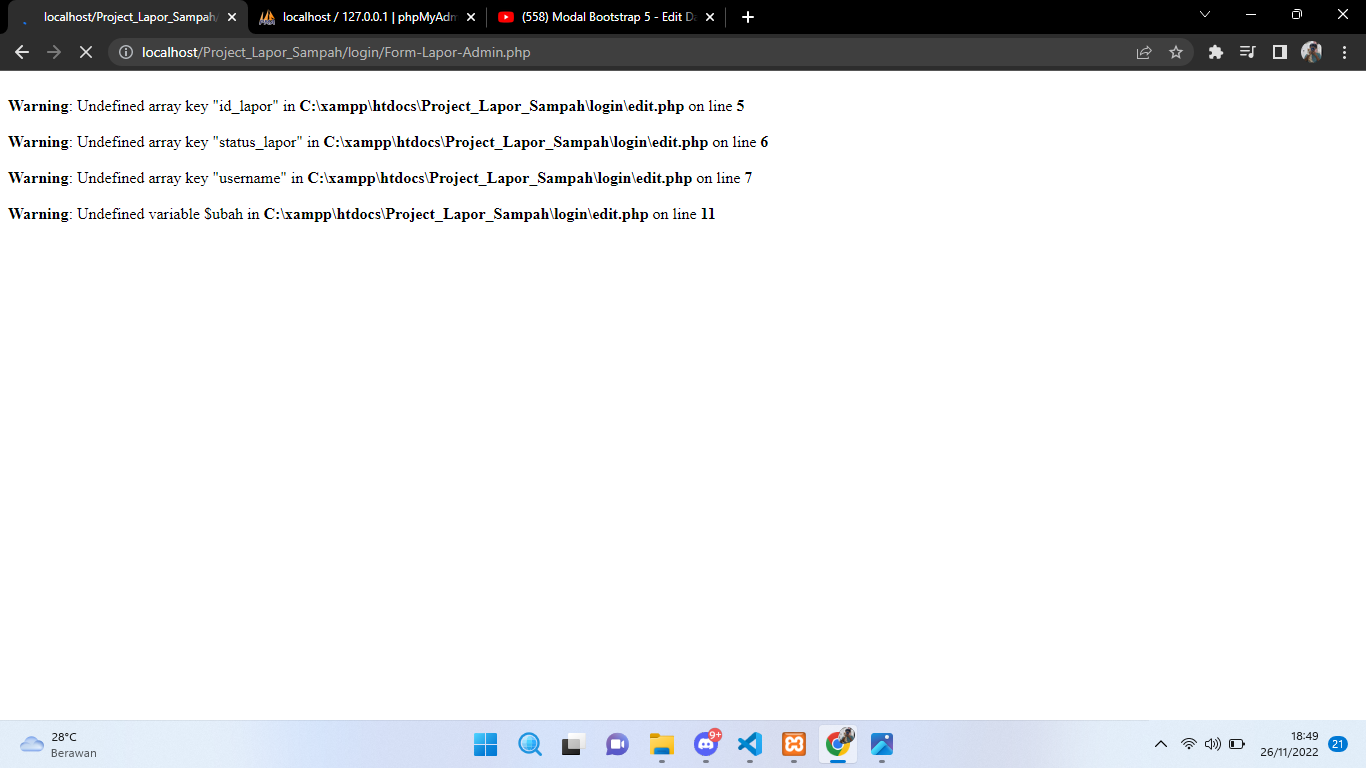 localhost/Project_Lapor_Sampah/
localhost / 127.0.0.1 | phpMyAdm
(558) Modal Bootstrap 5 - Edit Da
localhost/Project_Lapor_Sampah/login/Form-Lapor-Admin.php
Warning: Undefined array key "id_lapor" in C:\xampp\htdocs\Project_Lapor_Sampah\login\edit.php on line 5
Warning: Undefined array key "status_lapor" in C:\xampp\htdocs\Project_Lapor_Sampah\login\edit.php on line 6
Warning: Undefined array key "username" in C:\xampp\htdocs\Project_Lapor_Sampah\login\edit.php on line 7
Warning: Undefined variable $ubah in C:\xampp\htdocs\Project_Lapor_Sampah\login\edit.php on line 11
28°C
Berawan
9+
18:49
26/11/2022
21